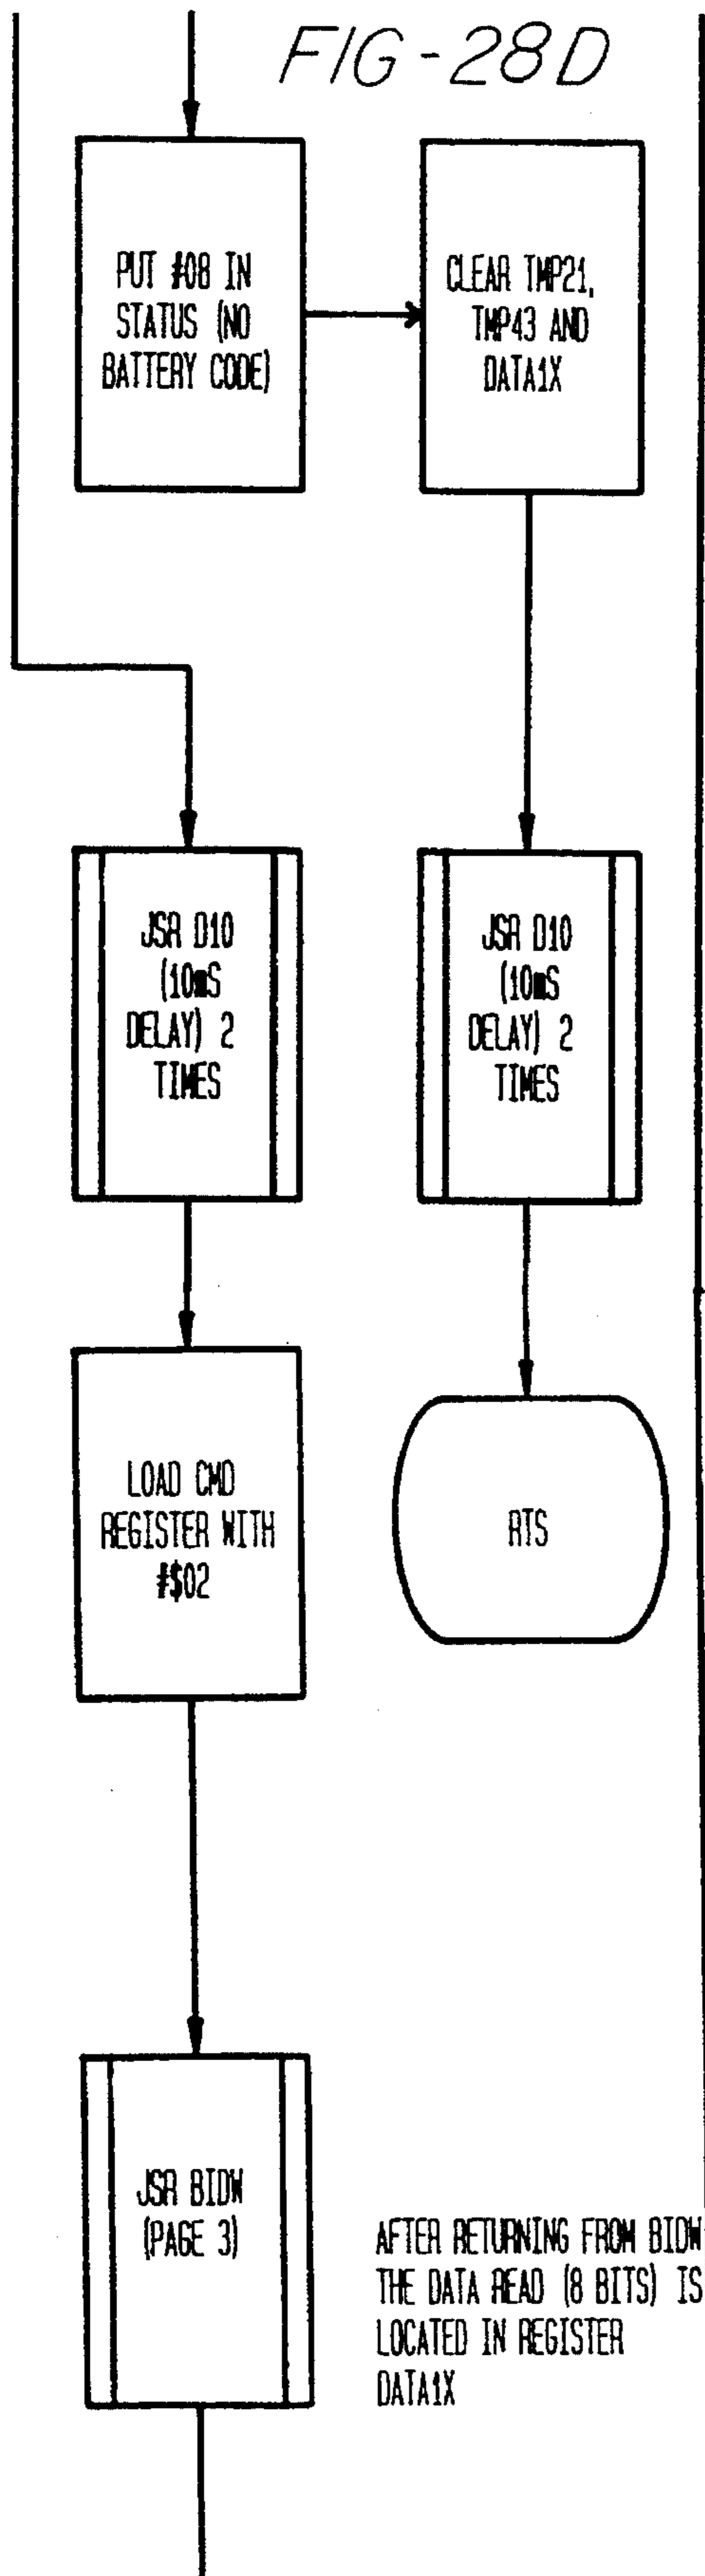 FIG-28D
PUT #08 IN
STATUS (NO
BATTERY CODE)
CLEAR TMP21,
TMP43 AND
DATA1X
JSR D10
(10mS
DELAY) 2
TIMES
JSR D10
(10mS
DELAY) 2
TIMES
LOAD CMD
REGISTER WITH
#$02
RTS
JSR BIDW
(PAGE 3)
AFTER RETURNING FROM BIDW
THE DATA READ (8 BITS) IS
LOCATED IN REGISTER
DATA1X